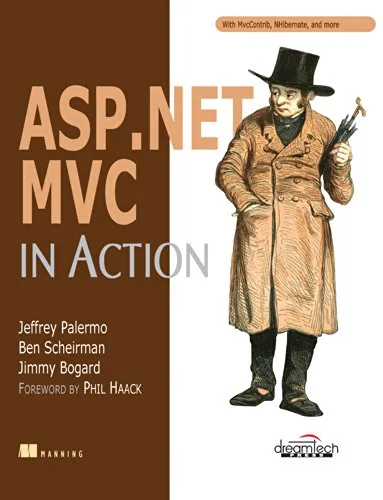 With MvcContrib, NHibernate, and more
ASP.NET
MVC
IN ACTION
Jeffrey Palermo
Ben Scheirman
Jimmy Bogard
FOREWORD BY PHIL HAACK
MANNING
dreamtech
PRESS